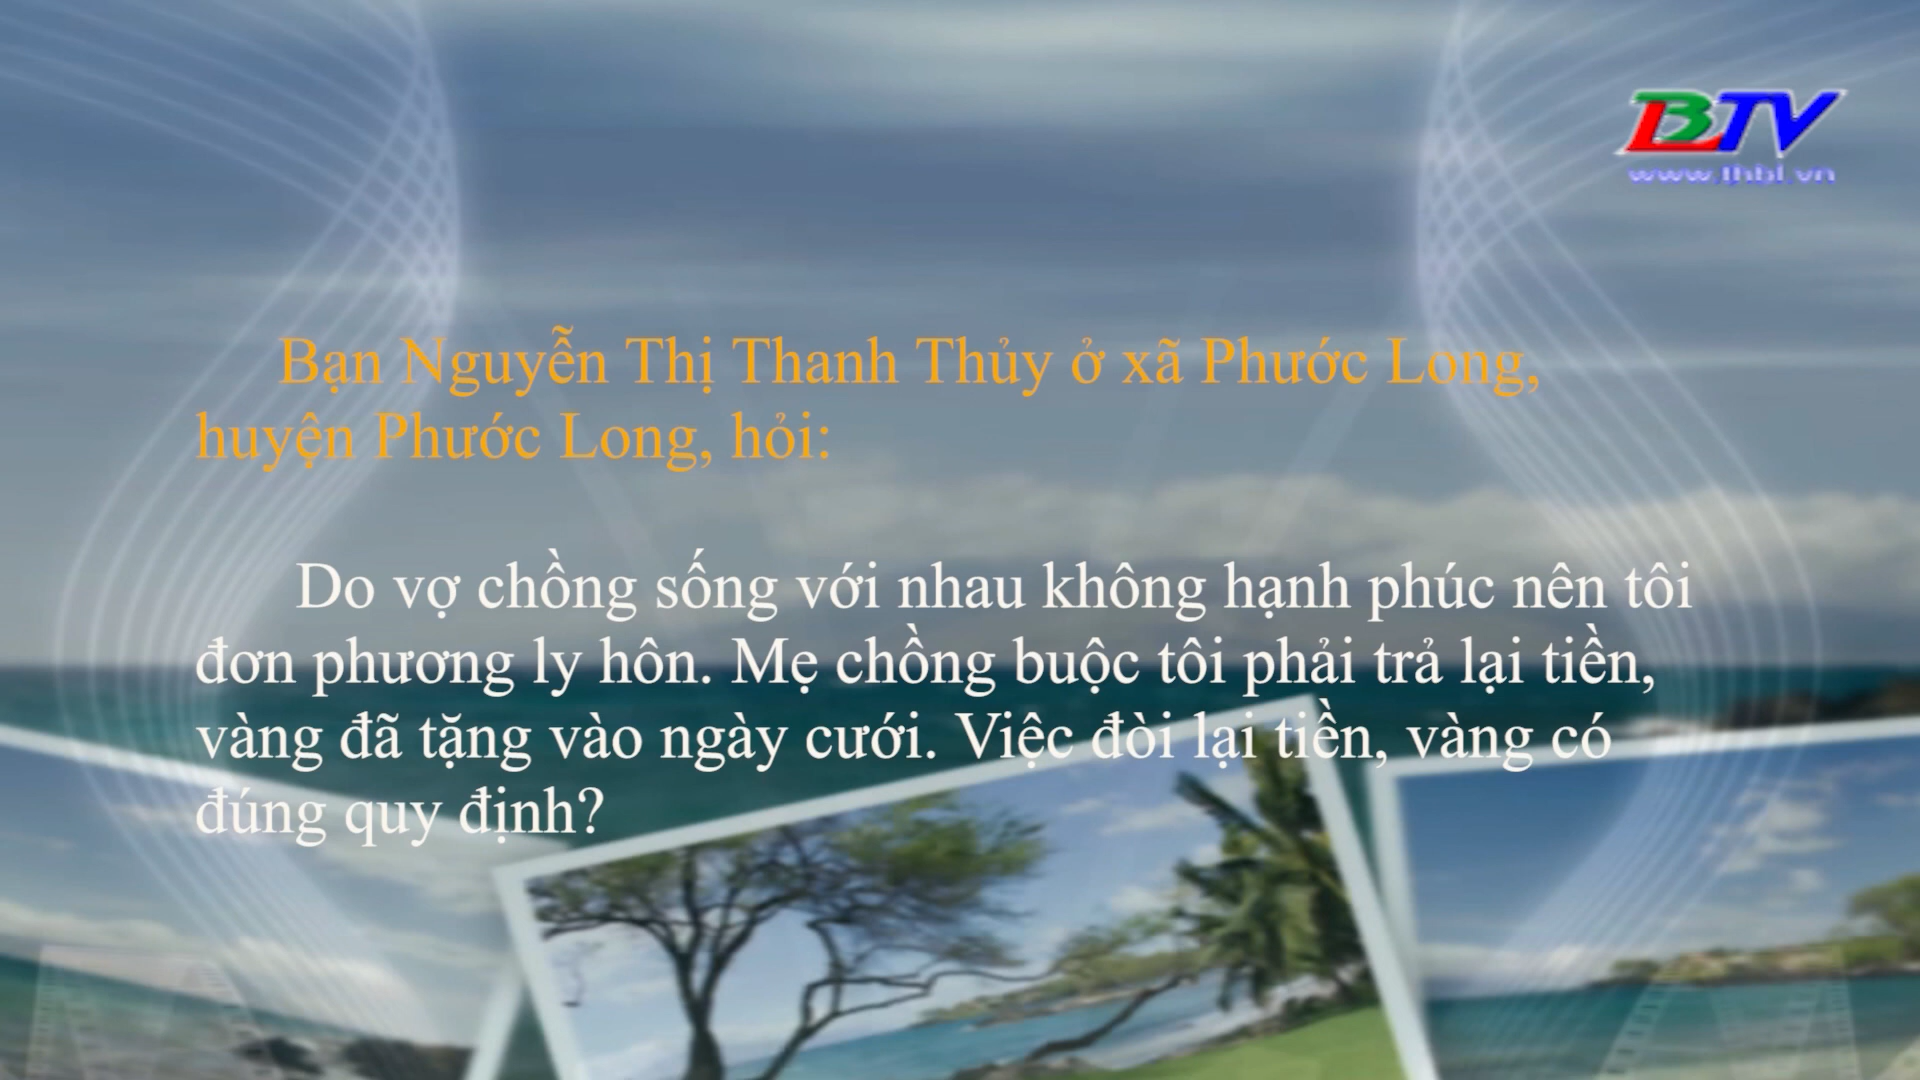 BTV
www.thbl.vn
Bạn Nguyễn Thị Thanh Thủy ở xã Phước Long,
huyện Phước Long, hỏi:
Do vợ chồng sống với nhau không hạnh phúc nên tôi
đơn phương ly hôn. Mẹ chồng buộc tôi phải trả lại tiền,
vàng đã tặng vào ngày cưới. Việc đòi lại tiền, vàng có
đúng quy định?